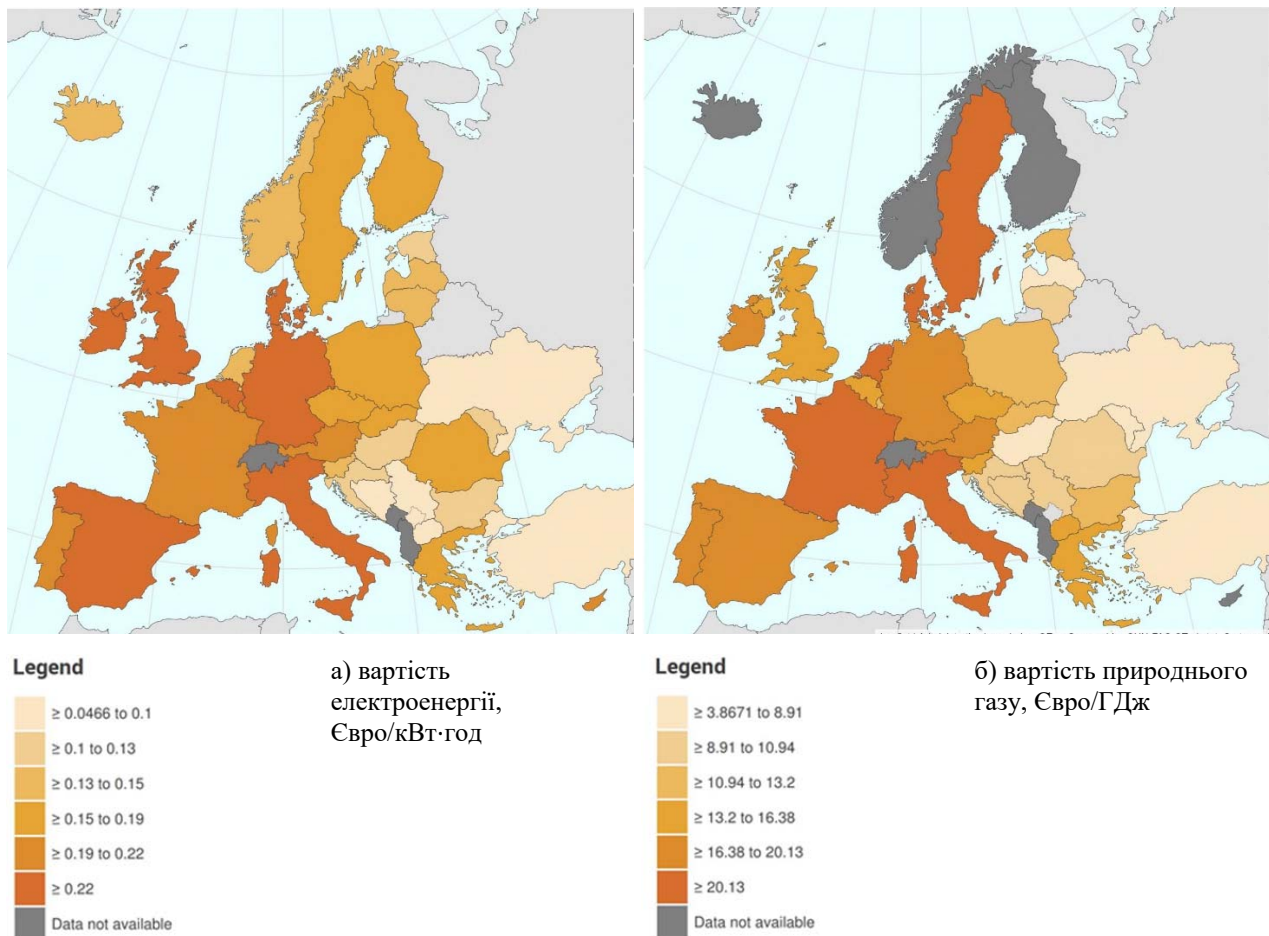 Legend
≥ 0.0466 to 0.1
≥ 0.1 to 0.13
≥ 0.13 to 0.15
≥ 0.15 to 0.19
≥ 0.19 to 0.22
≥ 0.22
Data not available
а) вартість
електроенергії,
Євро/кВт·год
Legend
≥ 3.8671 to 8.91
≥ 8.91 to 10.94
≥ 10.94 to 13.2
≥ 13.2 to 16.38
≥ 16.38 to 20.13
≥ 20.13
Data not available
б) вартість природнього
газу, Євро/ГДж